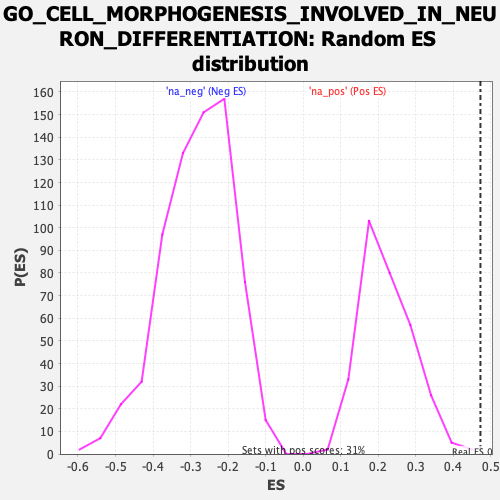 GO_CELL_MORPHOGENESIS_INVOLVED_IN_NEU
RON_DIFFERENTIATION: Random ES
distribution
'na_neg' (Neg ES) 'na_pos' (Pos ES)
160
150
140
130
120
110
100
90
80
70
60
50
40
30
20
10
0
P(ES)
Sets with pos scores: 31%
Real ES 0
-0.6 -0.5 -0.4 -0.3 -0.2 -0.1 0.0 0.1 0.2 0.3 0.4 0.5
ES